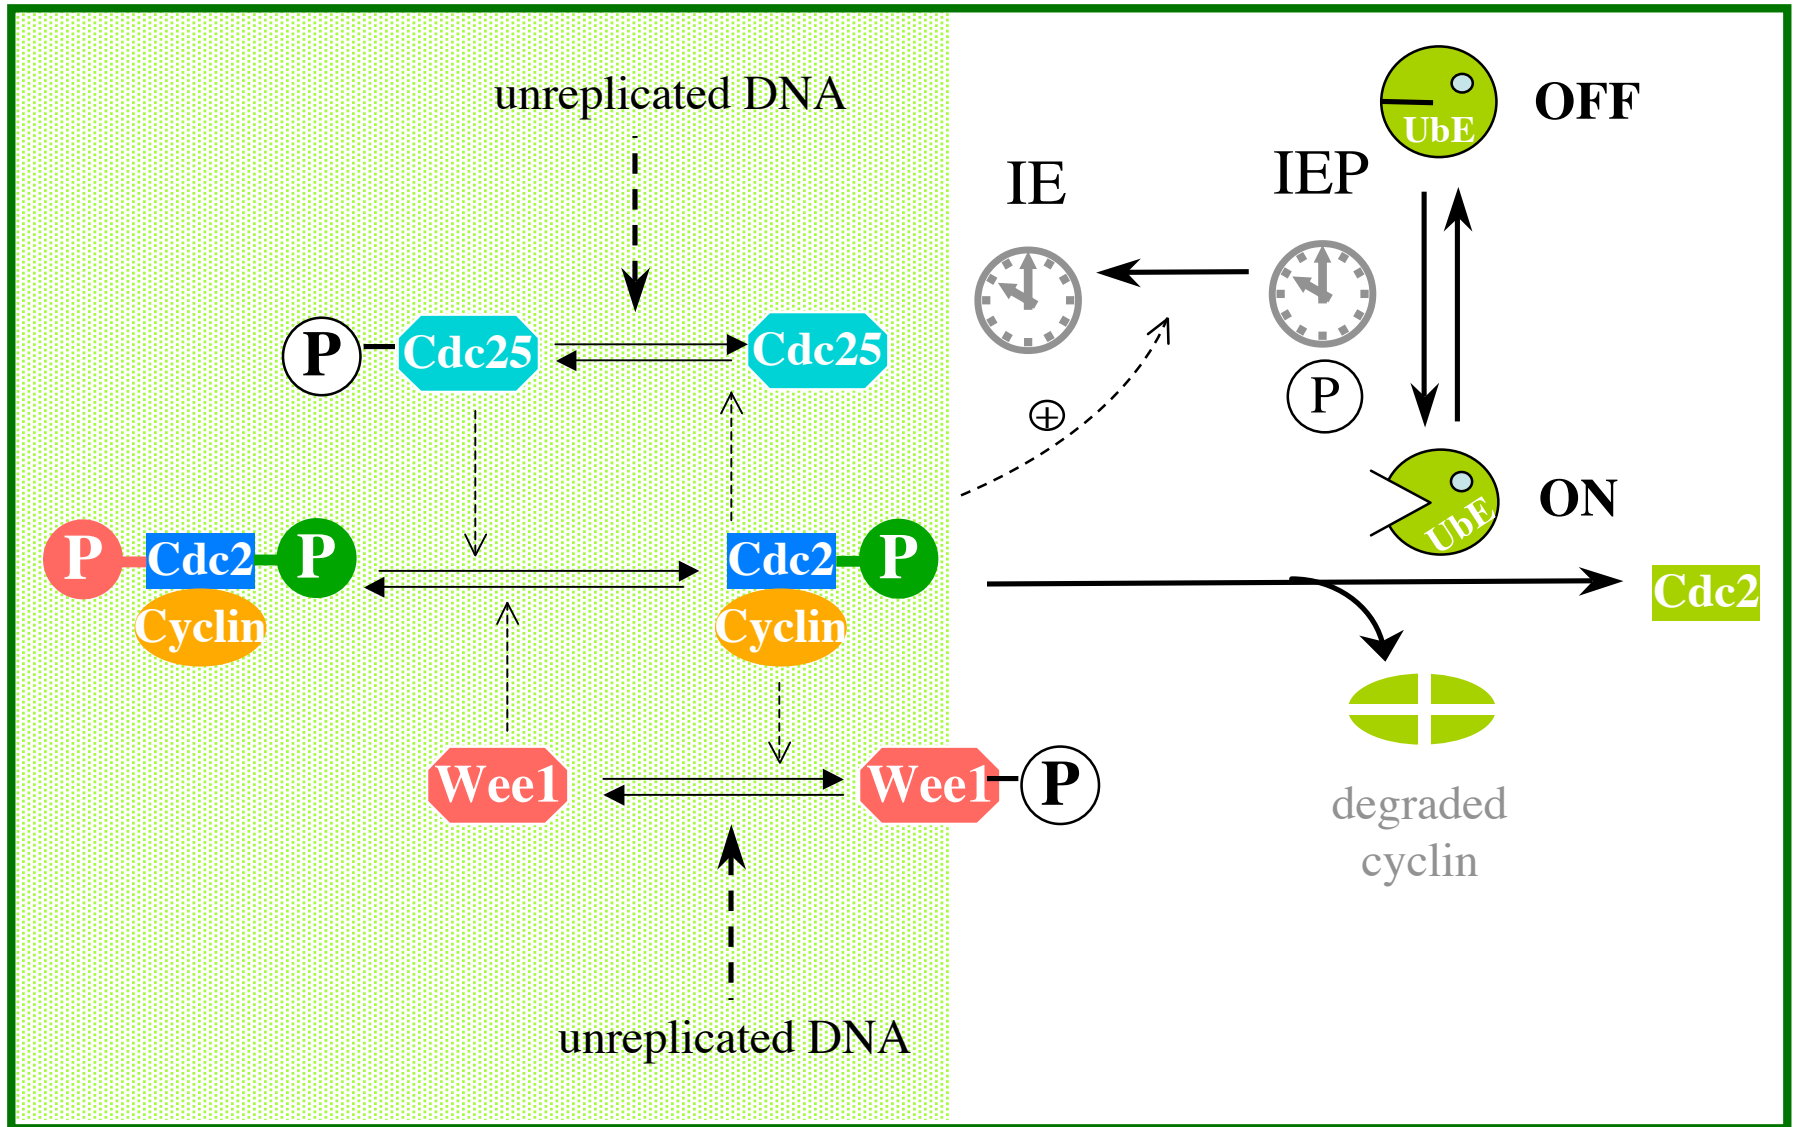 unreplicated DNA
OFF
UbE
IE
IEP
P
Cdc25
Cdc25
P
UbE
ON
P
Cdc2
P
Cdc2
P
Cdc2
Cyclin
Cyclin
Wee1
Wee1
P
degraded
cyclin
unreplicated DNA